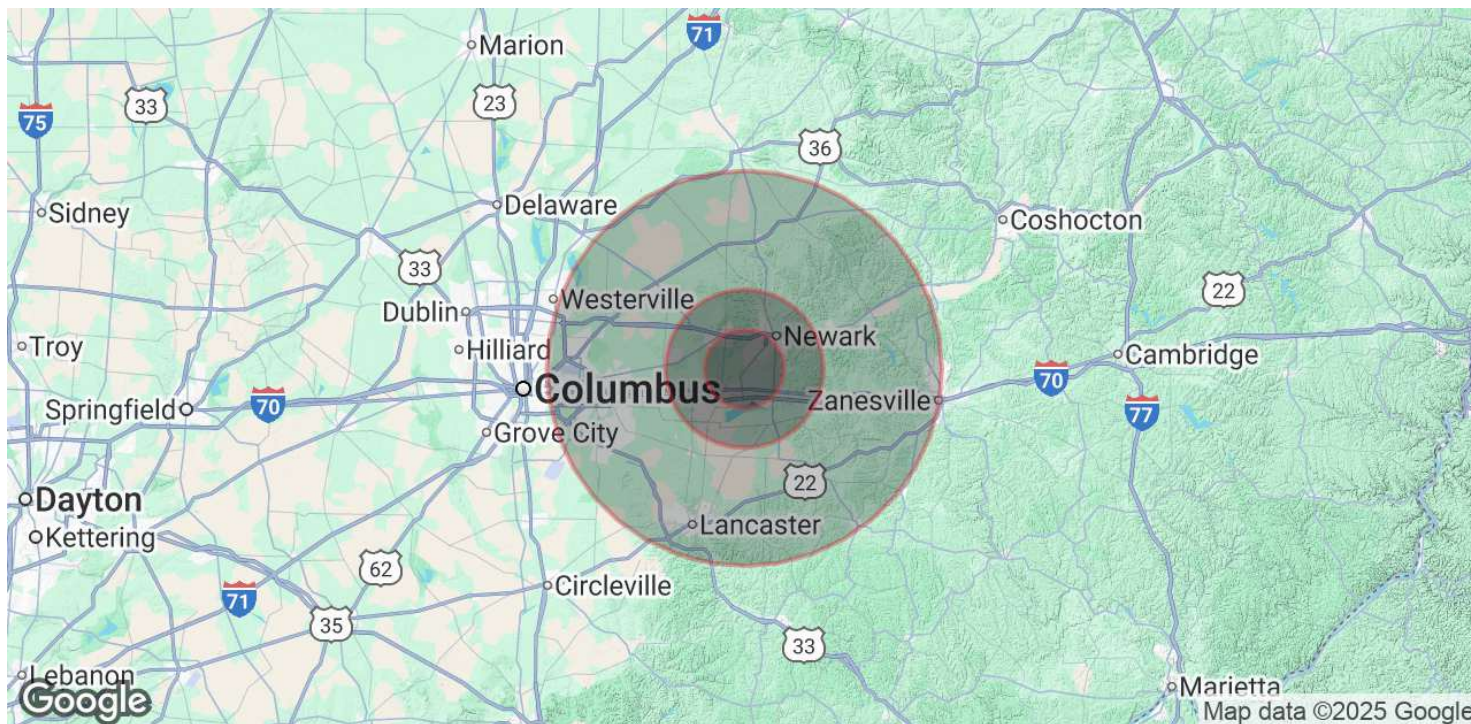 Marion
71
33
23
75
36
Sidney
Delaware
Coshocton
33
22
Westerville
Dublin
Newark
Troy
Hilliard
Cambridge
Columbus
70
Zanesville
Springfield
70
77
Grove City
22
Dayton
Lancaster
Kettering
62
Circleville
71
35
33
Lebanon
Marietta
Google
Map data ©2025 Google